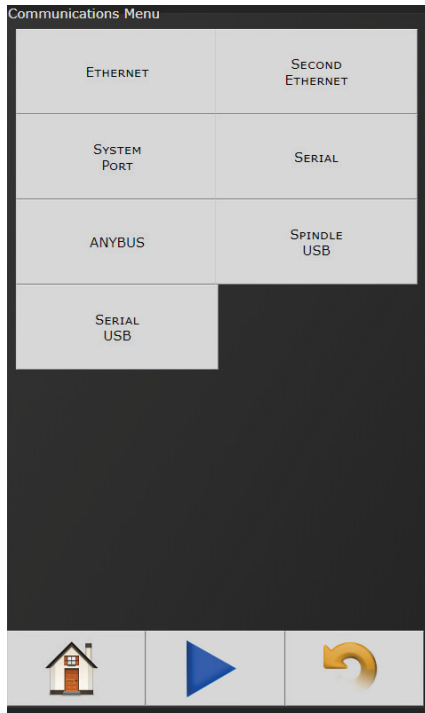 Communications Menu
Ethernet
Second
Ethernet
System
Port
Serial
ANYBUS
Spindle
USB
Serial
USB